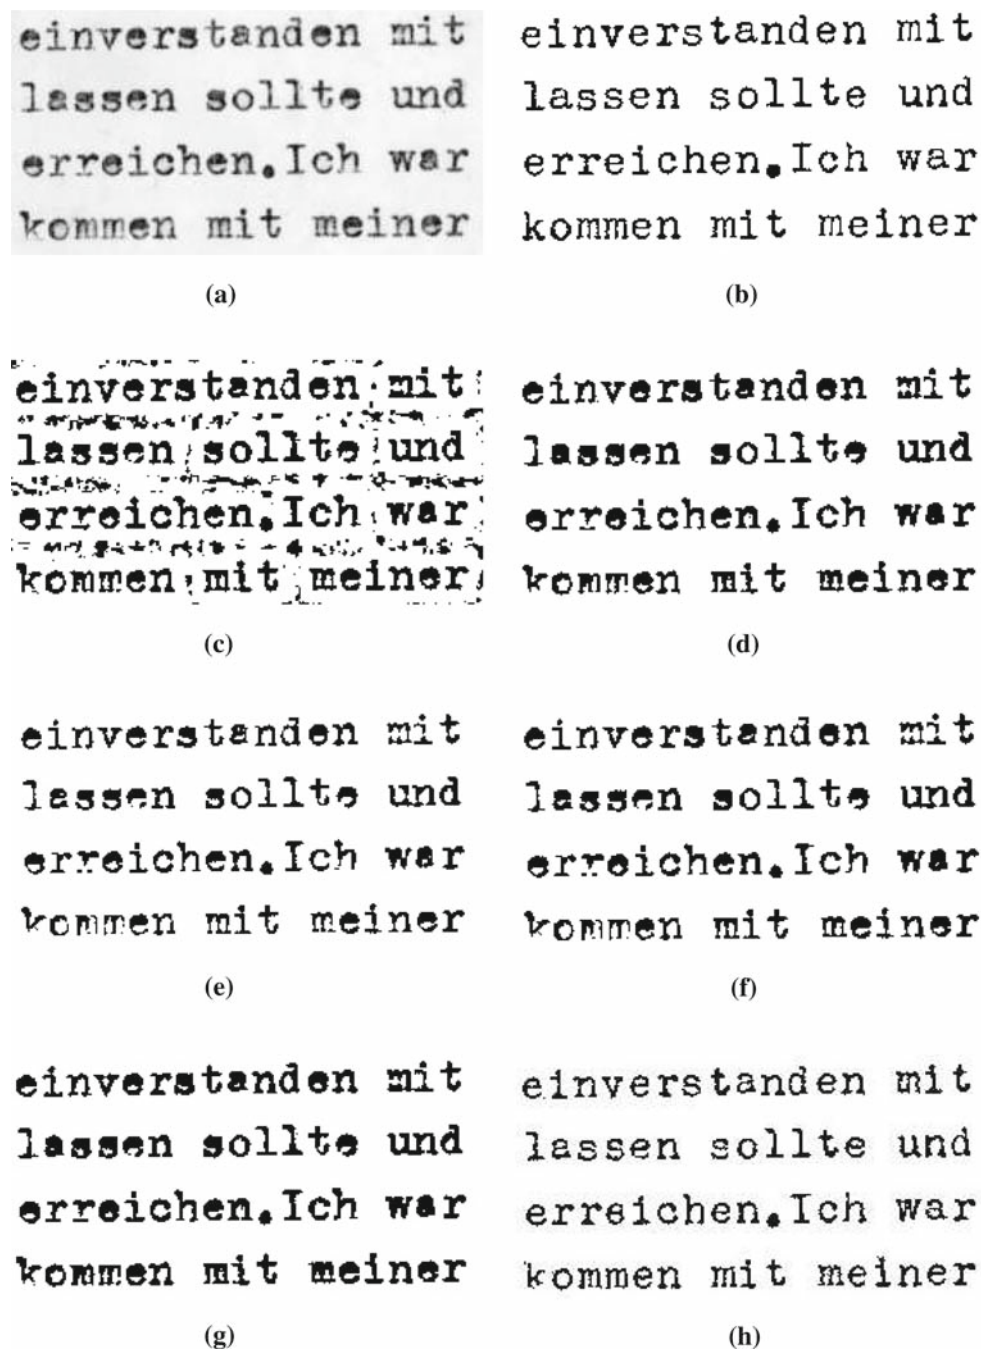 einverstanden mit
lassen sollte und
erreichen.Ich war
kommen mit meiner
(a)
einverstanden mit
lassen sollte und
erreichen.Ich war
kommen mit meiner
(b)
einverstanden mit
lassen sollte und
erreichen.Ich war
kommen mit meiner
(c)
einverstanden mit
lassen sollte und
erreichen.Ich war
kommen mit meiner
(d)
einverstanden mit
lassen sollte und
erreichen.Ich war
kommen mit meiner
(e)
einverstanden mit
lassen sollte und
erreichen.Ich war
kommen mit meiner
(f)
einverstanden mit
lassen sollte und
erreichen.Ich war
kommen mit meiner
(g)
einverstanden mit
lassen sollte und
erreichen.Ich war
kommen mit meiner
(h)